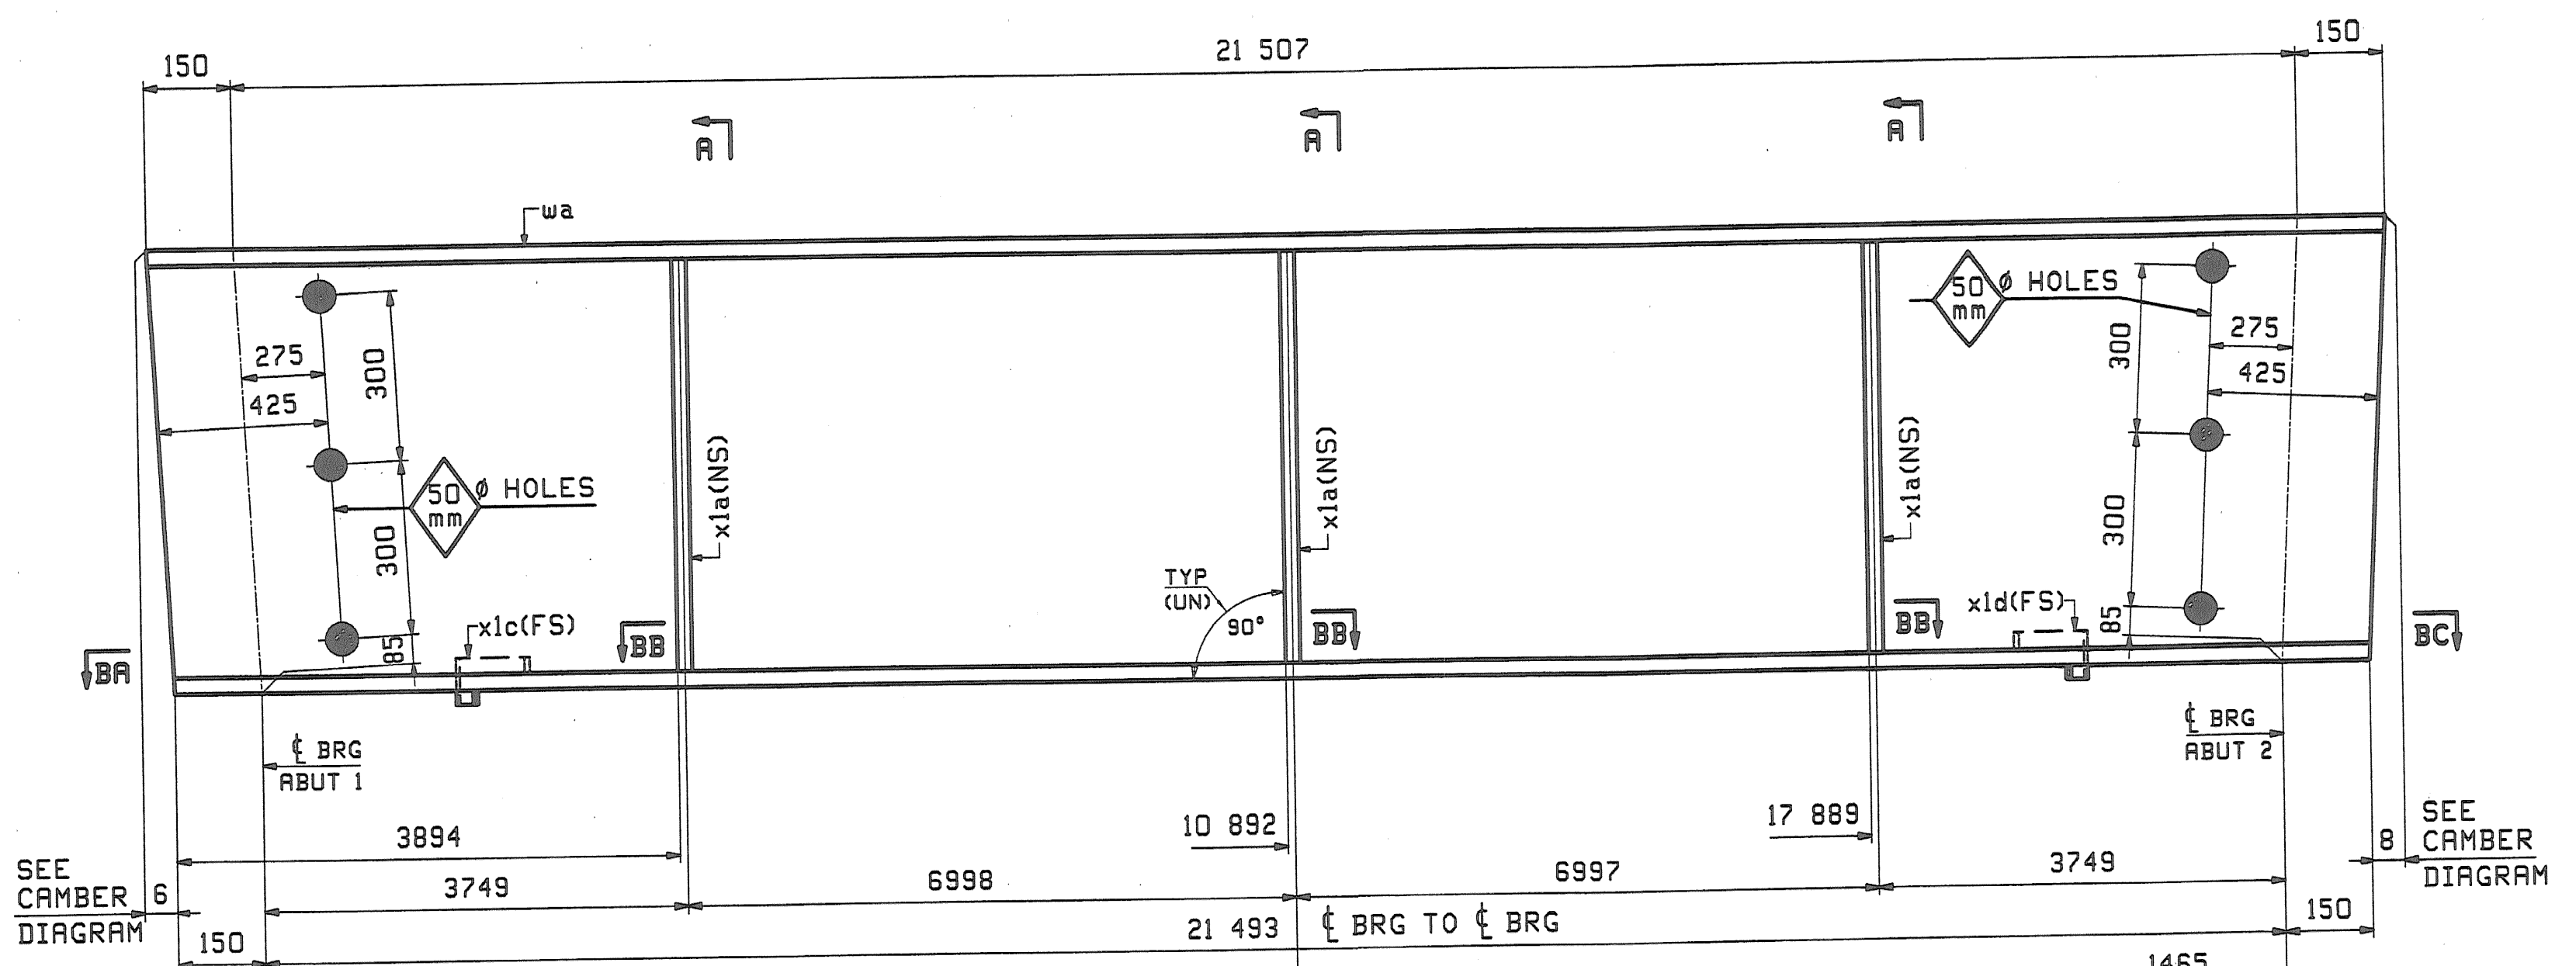 150
21 507
150
A
A
A
wa
50
mm
Ø HOLES
275
425
300
300
85
50
mm
Ø HOLES
275
425
300
300
85
x1a(NS)
x1a(NS)
x1a(NS)
TYP
(UN)
90°
x1c(FS)
x1d(FS)
BA
BB
BB
BB
BC
℄ BRG
ABUT 1
℄ BRG
ABUT 2
3894
10 892
17 889
SEE
CAMBER
DIAGRAM
6
3749
6998
6997
3749
8
SEE
CAMBER
DIAGRAM
150
21 493 ℄ BRG TO ℄ BRG
150
1465